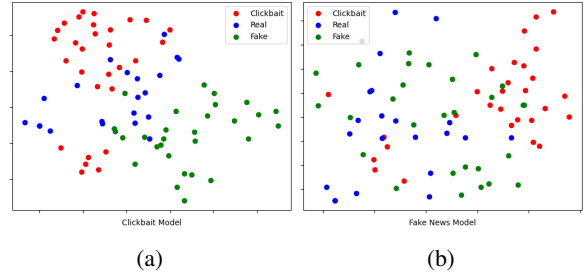 Clickbait
Real
Fake
Clickbait Model
(a)
Clickbait
Real
Fake
Fake News Model
(b)